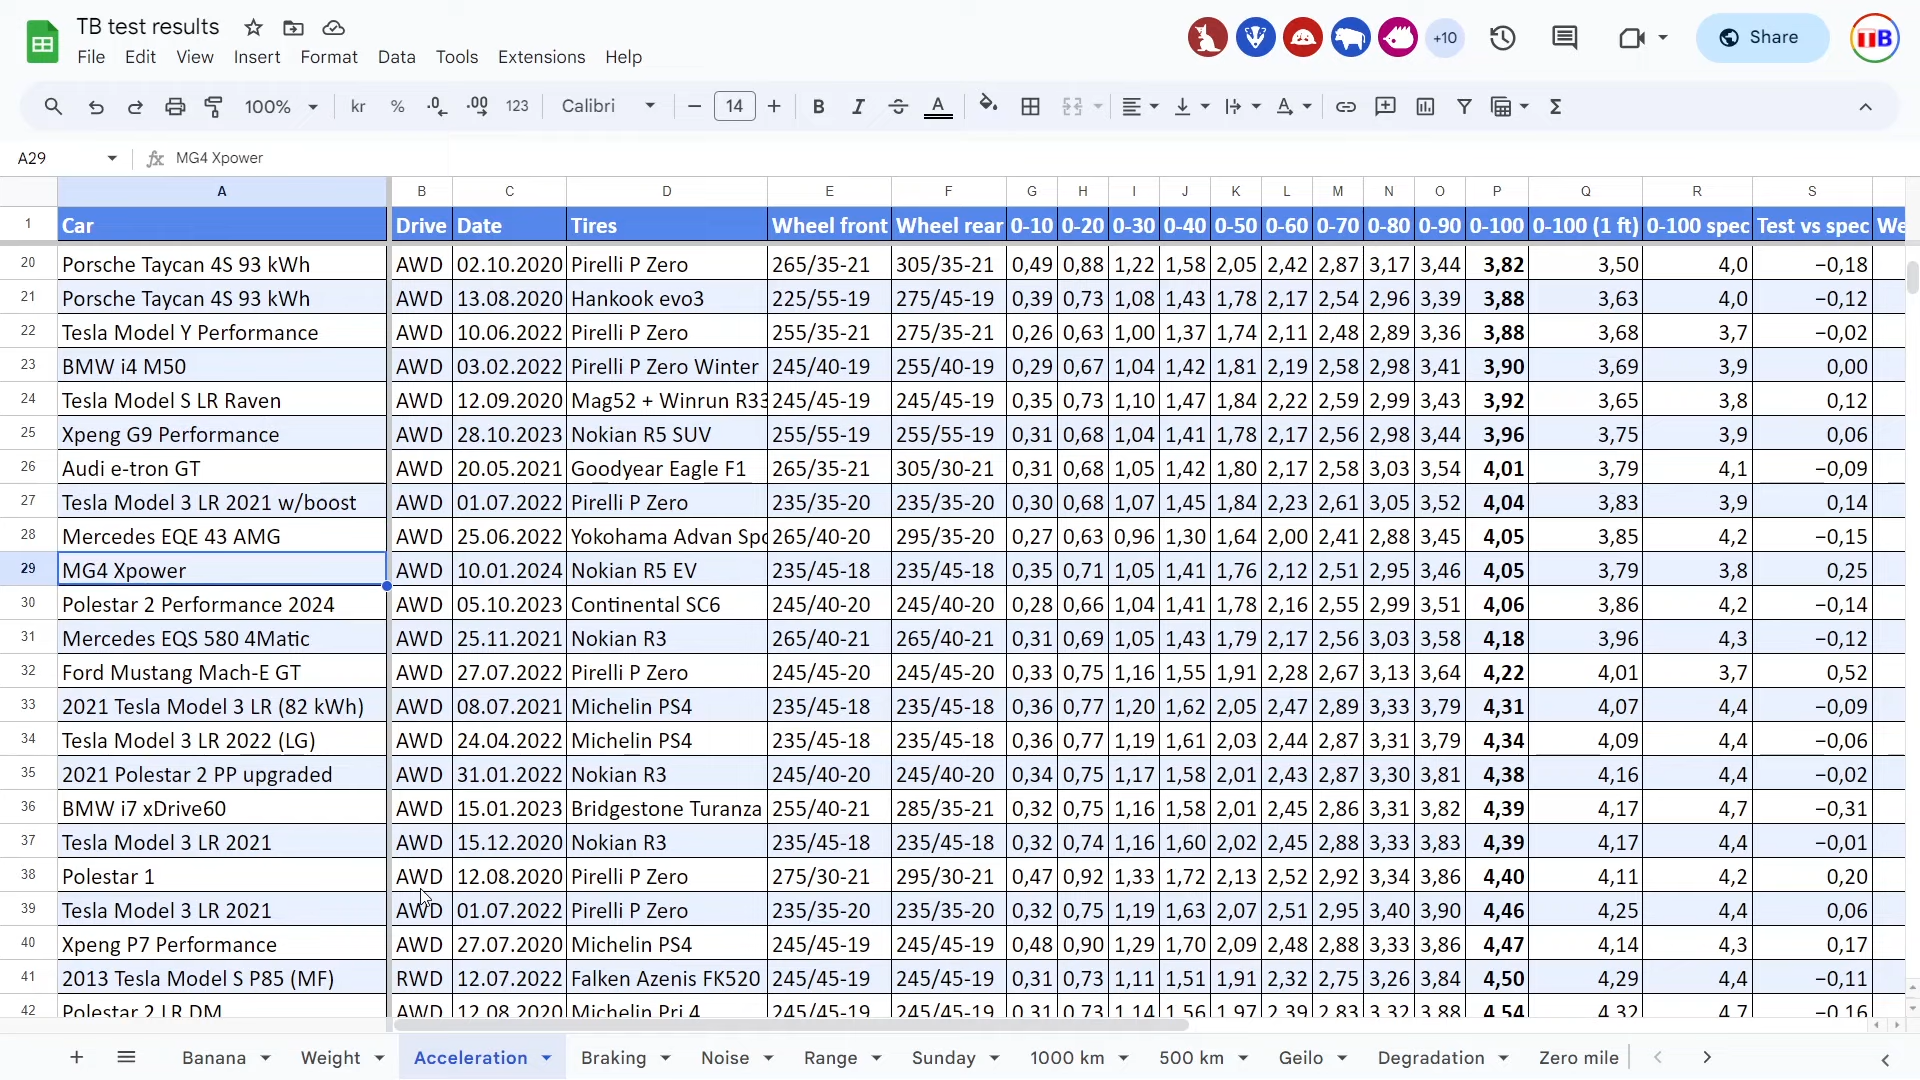 TB test results
+10
Share
TB
File Edit View Insert Format Data Tools Extensions Help
100% kr % .0 .00 123 Calibri 14 B I S A A Σ
A29 fx MG4 Xpower
A B C D E F G H I J K L M N O P Q R S
1 Car Drive Date Tires Wheel front Wheel rear 0-10 0-20 0-30 0-40 0-50 0-60 0-70 0-80 0-90 0-100 0-100 (1 ft) 0-100 spec Test vs spec We
20 Porsche Taycan 4S 93 kWh AWD 02.10.2020 Pirelli P Zero 265/35-21 305/35-21 0,49 0,88 1,22 1,58 2,05 2,42 2,87 3,17 3,44 3,82 3,50 4,0 −0,18
21 Porsche Taycan 4S 93 kWh AWD 13.08.2020 Hankook evo3 225/55-19 275/45-19 0,39 0,73 1,08 1,43 1,78 2,17 2,54 2,96 3,39 3,88 3,63 4,0 −0,12
22 Tesla Model Y Performance AWD 10.06.2022 Pirelli P Zero 255/35-21 275/35-21 0,26 0,63 1,00 1,37 1,74 2,11 2,48 2,89 3,36 3,88 3,68 3,7 −0,02
23 BMW i4 M50 AWD 03.02.2022 Pirelli P Zero Winter 245/40-19 255/40-19 0,29 0,67 1,04 1,42 1,81 2,19 2,58 2,98 3,41 3,90 3,69 3,9 0,00
24 Tesla Model S LR Raven AWD 12.09.2020 Mag52 + Winrun R33 245/45-19 245/45-19 0,35 0,73 1,10 1,47 1,84 2,22 2,59 2,99 3,43 3,92 3,65 3,8 0,12
25 Xpeng G9 Performance AWD 28.10.2023 Nokian R5 SUV 255/55-19 255/55-19 0,31 0,68 1,04 1,41 1,78 2,17 2,56 2,98 3,44 3,96 3,75 3,9 0,06
26 Audi e-tron GT AWD 20.05.2021 Goodyear Eagle F1 265/35-21 305/30-21 0,31 0,68 1,05 1,42 1,80 2,17 2,58 3,03 3,54 4,01 3,79 4,1 −0,09
27 Tesla Model 3 LR 2021 w/boost AWD 01.07.2022 Pirelli P Zero 235/35-20 235/35-20 0,30 0,68 1,07 1,45 1,84 2,23 2,61 3,05 3,52 4,04 3,83 3,9 0,14
28 Mercedes EQE 43 AMG AWD 25.06.2022 Yokohama Advan Spo 265/40-20 295/35-20 0,27 0,63 0,96 1,30 1,64 2,00 2,41 2,88 3,45 4,05 3,85 4,2 −0,15
29 MG4 Xpower AWD 10.01.2024 Nokian R5 EV 235/45-18 235/45-18 0,35 0,71 1,05 1,41 1,76 2,12 2,51 2,95 3,46 4,05 3,79 3,8 0,25
30 Polestar 2 Performance 2024 AWD 05.10.2023 Continental SC6 245/40-20 245/40-20 0,28 0,66 1,04 1,41 1,78 2,16 2,55 2,99 3,51 4,06 3,86 4,2 −0,14
31 Mercedes EQS 580 4Matic AWD 25.11.2021 Nokian R3 265/40-21 265/40-21 0,31 0,69 1,05 1,43 1,79 2,17 2,56 3,03 3,58 4,18 3,96 4,3 −0,12
32 Ford Mustang Mach-E GT AWD 27.07.2022 Pirelli P Zero 245/45-20 245/45-20 0,33 0,75 1,16 1,55 1,91 2,28 2,67 3,13 3,64 4,22 4,01 3,7 0,52
33 2021 Tesla Model 3 LR (82 kWh) AWD 08.07.2021 Michelin PS4 235/45-18 235/45-18 0,36 0,77 1,20 1,62 2,05 2,47 2,89 3,33 3,79 4,31 4,07 4,4 −0,09
34 Tesla Model 3 LR 2022 (LG) AWD 24.04.2022 Michelin PS4 235/45-18 235/45-18 0,36 0,77 1,19 1,61 2,03 2,44 2,87 3,31 3,79 4,34 4,09 4,4 −0,06
35 2021 Polestar 2 PP upgraded AWD 31.01.2022 Nokian R3 245/40-20 245/40-20 0,34 0,75 1,17 1,58 2,01 2,43 2,87 3,30 3,81 4,38 4,16 4,4 −0,02
36 BMW i7 xDrive60 AWD 15.01.2023 Bridgestone Turanza 255/40-21 285/35-21 0,32 0,75 1,16 1,58 2,01 2,45 2,86 3,31 3,82 4,39 4,17 4,7 −0,31
37 Tesla Model 3 LR 2021 AWD 15.12.2020 Nokian R3 235/45-18 235/45-18 0,32 0,74 1,16 1,60 2,02 2,45 2,88 3,33 3,83 4,39 4,17 4,4 −0,01
38 Polestar 1 AWD 12.08.2020 Pirelli P Zero 275/30-21 295/30-21 0,47 0,92 1,33 1,72 2,13 2,52 2,92 3,34 3,86 4,40 4,11 4,2 0,20
39 Tesla Model 3 LR 2021 AWD 01.07.2022 Pirelli P Zero 235/35-20 235/35-20 0,32 0,75 1,19 1,63 2,07 2,51 2,95 3,40 3,90 4,46 4,25 4,4 0,06
40 Xpeng P7 Performance AWD 27.07.2020 Michelin PS4 245/45-19 245/45-19 0,48 0,90 1,29 1,70 2,09 2,48 2,88 3,33 3,86 4,47 4,14 4,3 0,17
41 2013 Tesla Model S P85 (MF) RWD 12.07.2022 Falken Azenis FK520 245/45-19 245/45-19 0,31 0,73 1,11 1,51 1,91 2,32 2,75 3,26 3,84 4,50 4,29 4,4 −0,11
42 Polestar 2 LR DM AWD 12.08.2020 Michelin Pri 4 245/45-19 245/45-19 0,31 0,73 1,14 1,56 1,97 2,39 2,83 3,32 3,88 4,54 4,32 4,7 −0,16
Banana Weight Acceleration Braking Noise Range Sunday 1000 km 500 km Geilo Degradation Zero mile